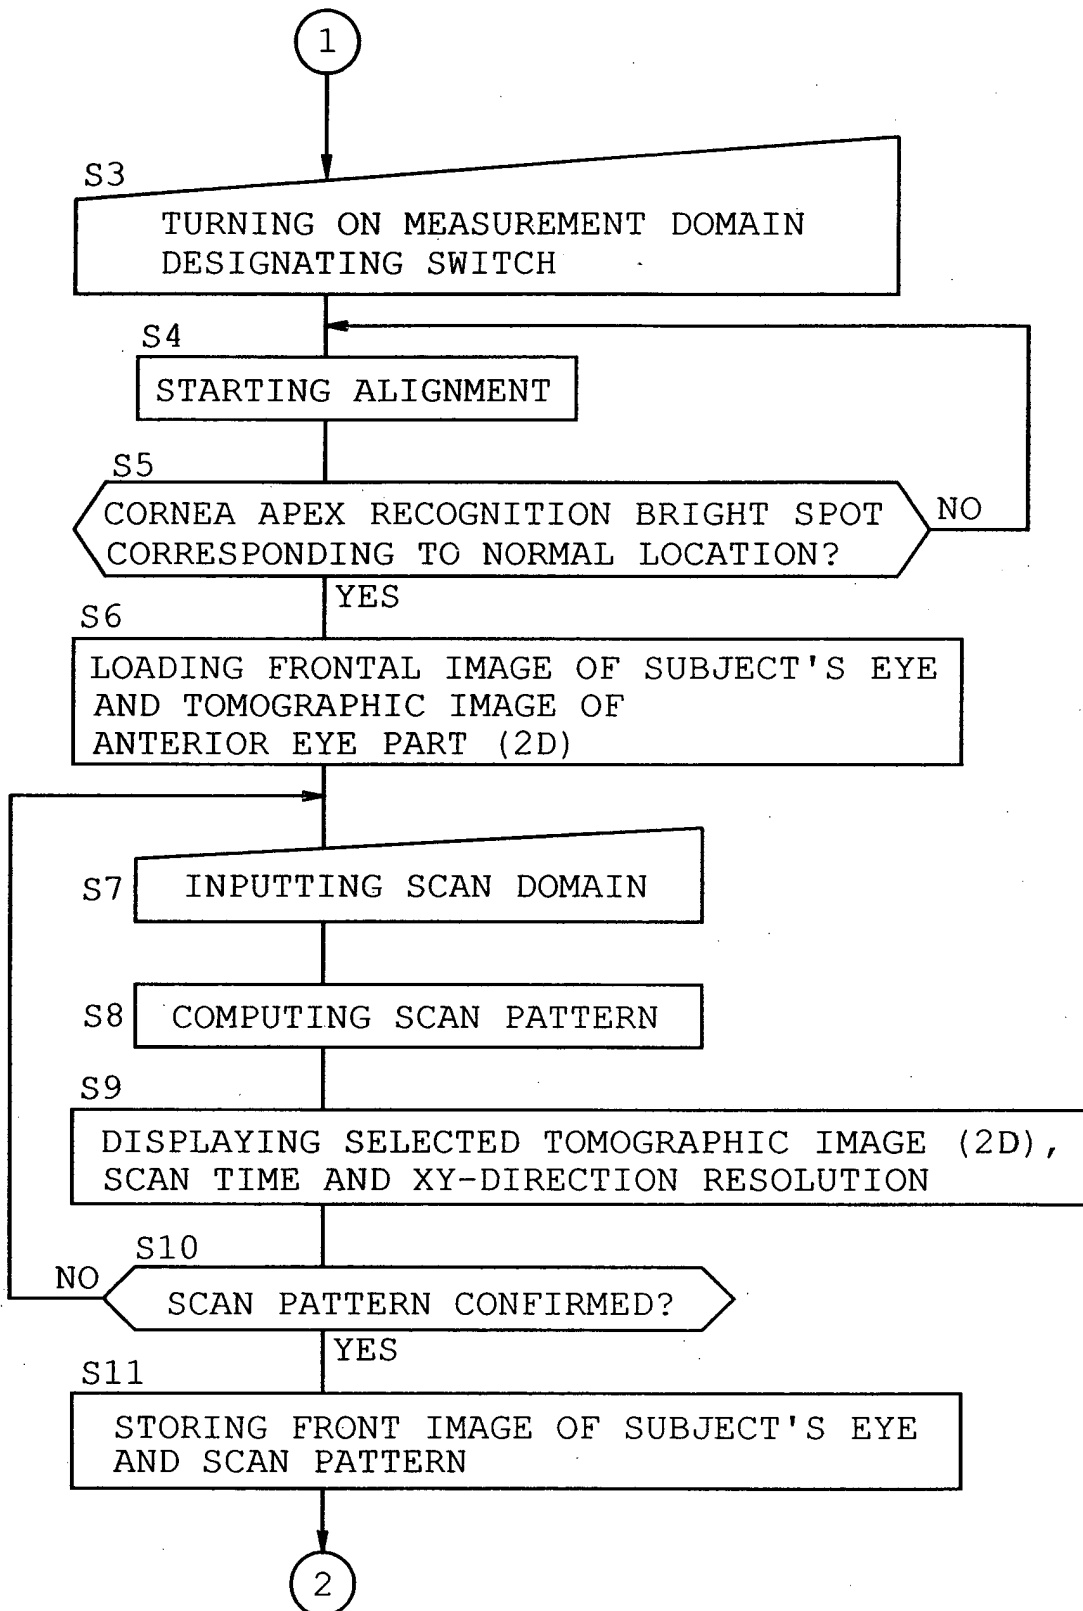 1
S3
TURNING ON MEASUREMENT DOMAIN
DESIGNATING SWITCH
S4
STARTING ALIGNMENT
S5
CORNEA APEX RECOGNITION BRIGHT SPOT
CORRESPONDING TO NORMAL LOCATION?
NO
YES
S6
LOADING FRONTAL IMAGE OF SUBJECT'S EYE
AND TOMOGRAPHIC IMAGE OF
ANTERIOR EYE PART (2D)
S7
INPUTTING SCAN DOMAIN
S8
COMPUTING SCAN PATTERN
S9
DISPLAYING SELECTED TOMOGRAPHIC IMAGE (2D),
SCAN TIME AND XY-DIRECTION RESOLUTION
S10
NO
SCAN PATTERN CONFIRMED?
YES
S11
STORING FRONT IMAGE OF SUBJECT'S EYE
AND SCAN PATTERN
2